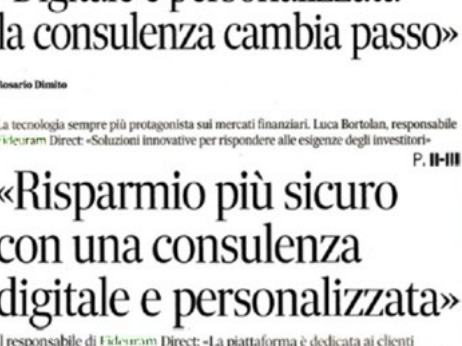 la consulenza cambia passo»
Rosario Dimito
La tecnologia sempre più protagonista sui mercati finanziari. Luca Bortolan, responsabile
Fideuram Direct: «Soluzioni innovative per rispondere alle esigenze degli investitori»
P. II-III
«Risparmio più sicuro
con una consulenza
digitale e personalizzata»
Il responsabile di Fideuram Direct: «La piattaforma è dedicata ai clienti